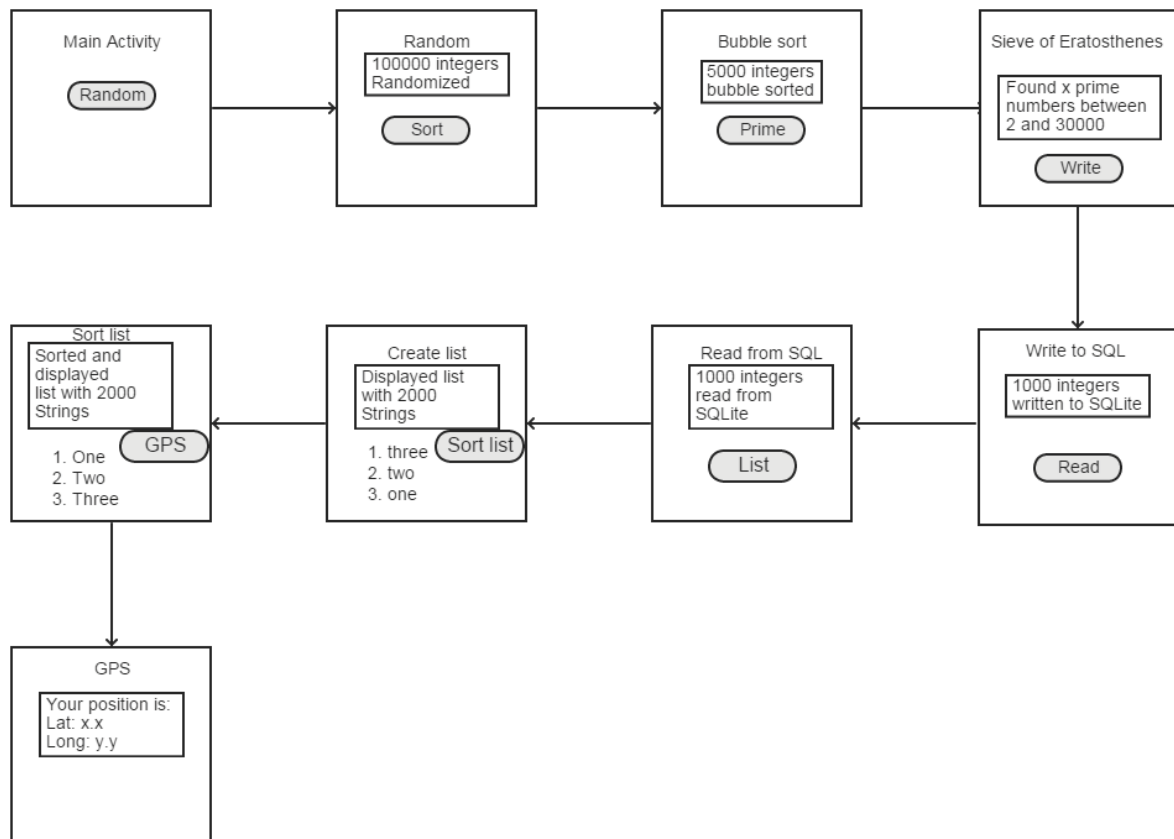 Main Activity
Random
Random
100000 integers
Randomized
Sort
Bubble sort
5000 integers
bubble sorted
Prime
Sieve of Eratosthenes
Found x prime
numbers between
2 and 30000
Write
Write to SQL
1000 integers
written to SQLite
Read
Read from SQL
1000 integers
read from
SQLite
List
Create list
Displayed list
with 2000
Strings
Sort list
1. three
2. two
3. one
Sort list
Sorted and
displayed
list with 2000
Strings
GPS
1. One
2. Two
3. Three
GPS
Your position is:
Lat: x.x
Long: y.y